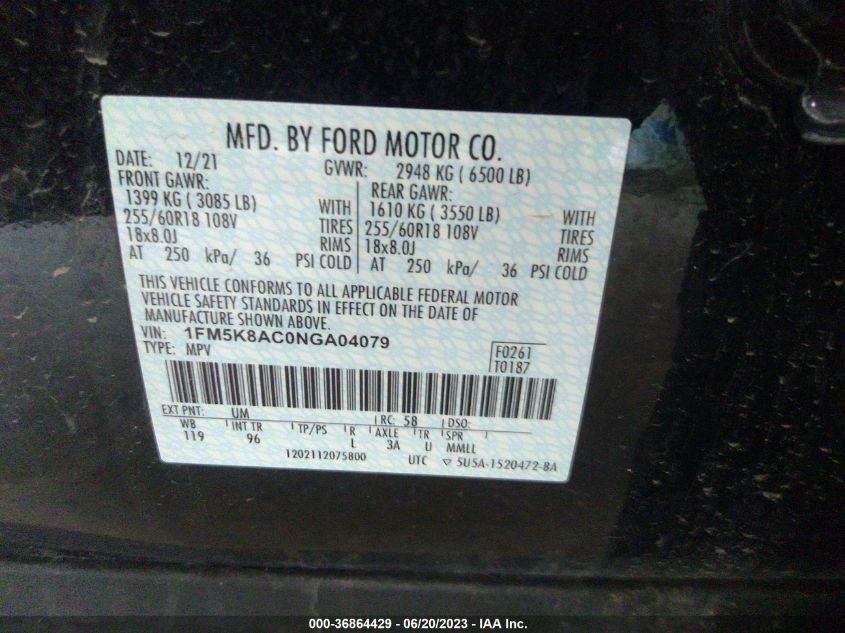 MFD. BY FORD MOTOR CO.
DATE: 12/21 GVWR: 2948 KG ( 6500 LB)
FRONT GAWR: REAR GAWR:
1399 KG ( 3085 LB) WITH 1610 KG ( 3550 LB) WITH
255/60R18 108V TIRES 255/60R18 108V TIRES
18x8.0J RIMS 18x8.0J RIMS
AT 250 kPa/ 36 PSI COLD AT 250 kPa/ 36 PSI COLD
THIS VEHICLE CONFORMS TO ALL APPLICABLE FEDERAL MOTOR
VEHICLE SAFETY STANDARDS IN EFFECT ON THE DATE OF
MANUFACTURE SHOWN ABOVE.
VIN: 1FM5K8AC0NGA04079
TYPE: MPV
F0261
T0187
EXT PNT: UM RC: 58 DSO:
WB INT TR TP/PS R AXLE TR SPR
119 96 L 3A U MMLL
1202112075800 UTC ▽ 5U5A-1520472-BA
000-36864429 - 06/20/2023 - IAA Inc.